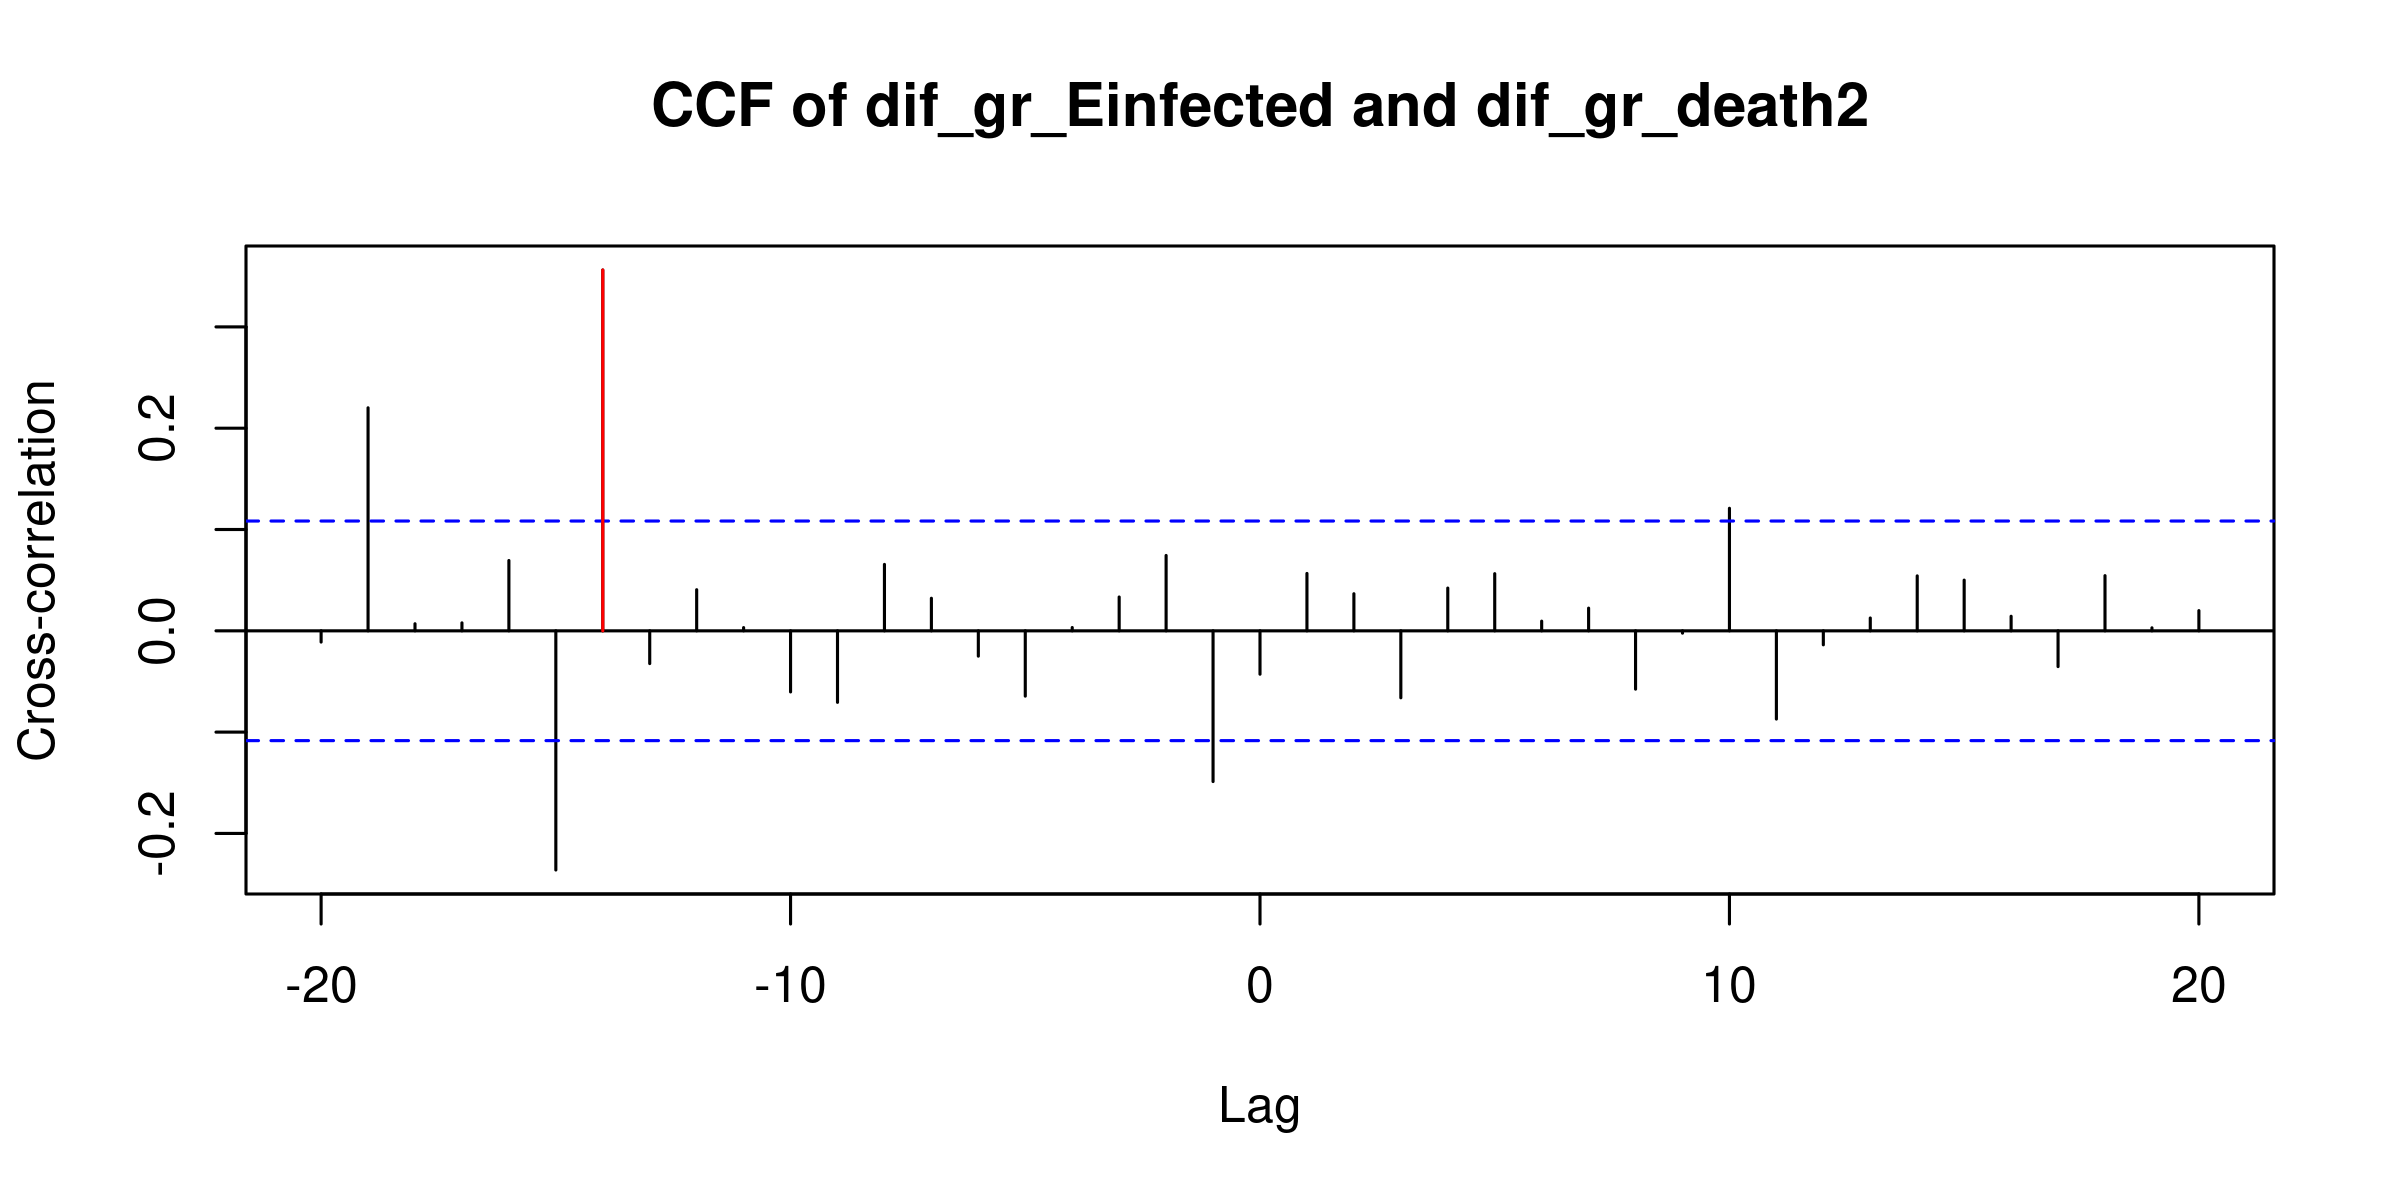 CCF of dif_gr_Einfected and dif_gr_death2
Cross-correlation
0.2
0.0
-0.2
-20 -10 0 10 20
Lag